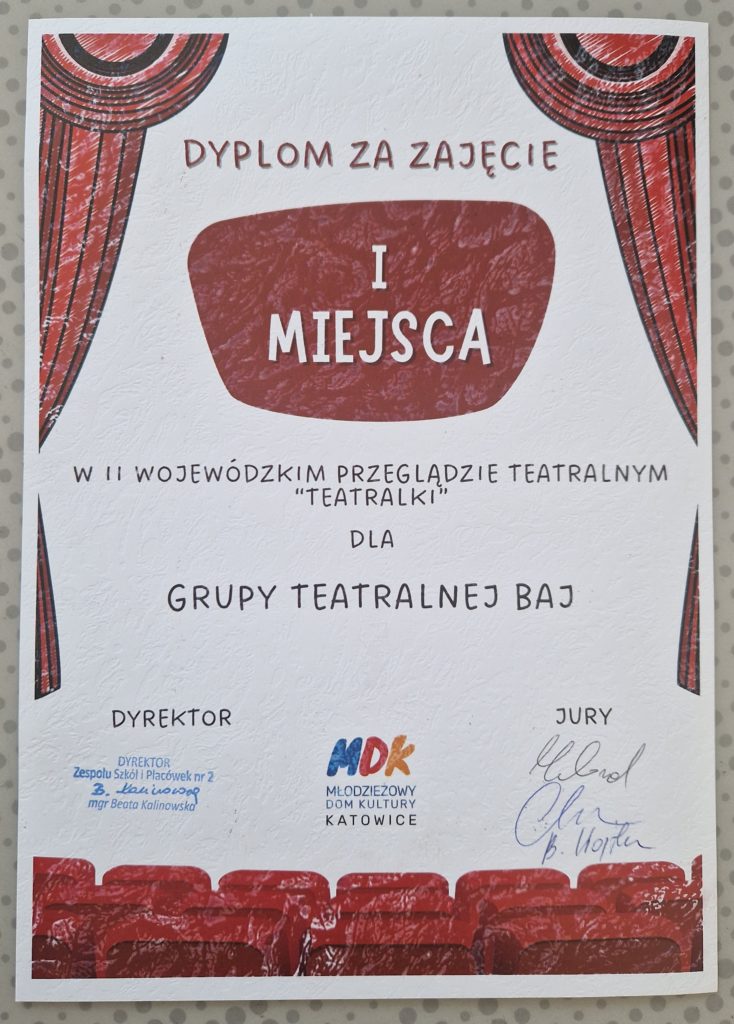 DYPLOM ZA ZAJĘCIE
I
MIEJSCA
W II WOJEWÓDZKIM PRZEGLĄDZIE TEATRALNYM
"TEATRALKI"
DLA
GRUPY TEATRALNEJ BAJ
DYREKTOR
DYREKTOR
Zespołu Szkół i Placówek nr 2
B. Kalinowska
mgr Beata Kalinowska
MDK
MŁODZIEŻOWY
DOM KULTURY
KATOWICE
JURY
B.